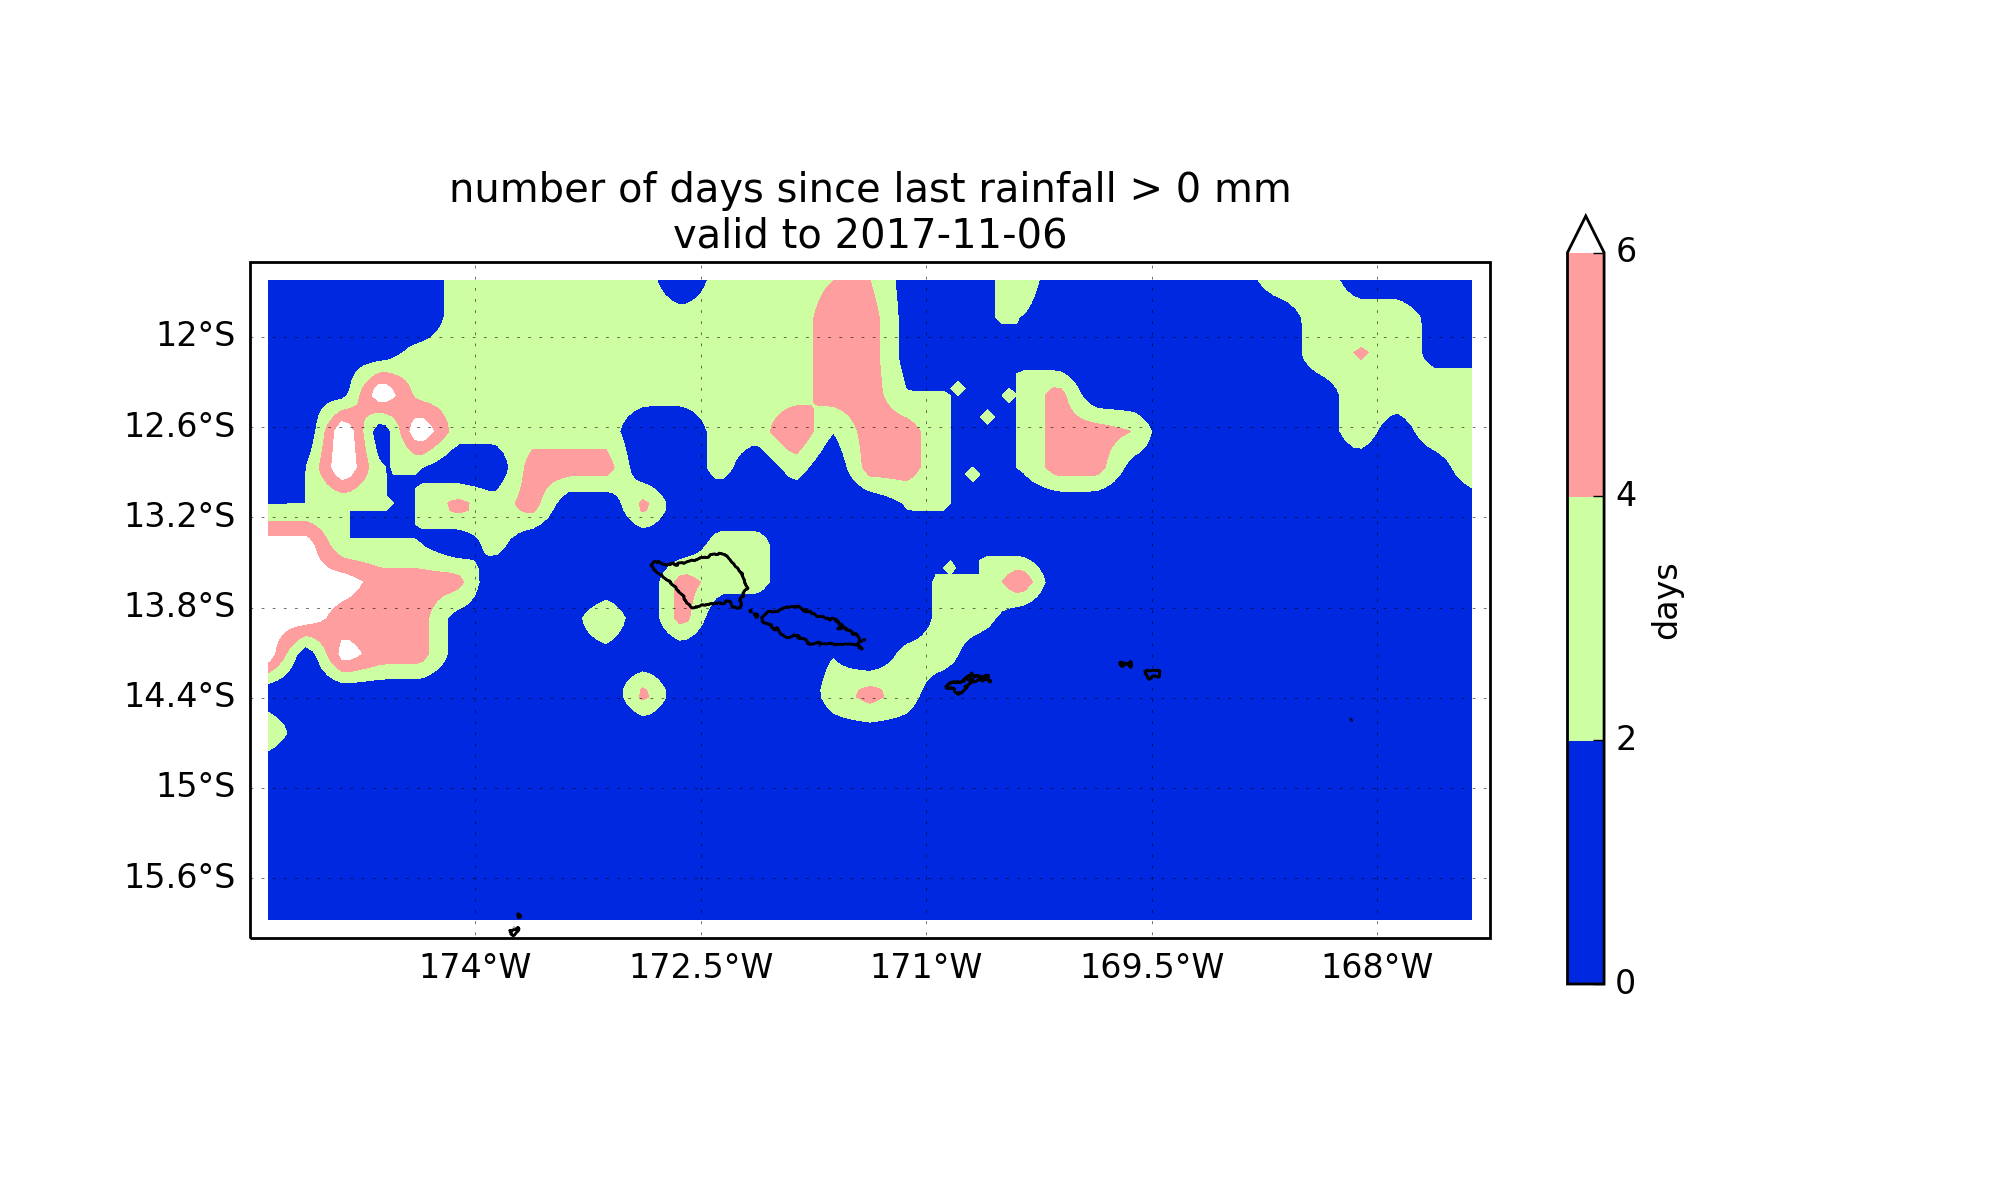 number of days since last rainfall > 0 mm
valid to 2017-11-06
12°S
12.6°S
13.2°S
13.8°S
14.4°S
15°S
15.6°S
174°W 172.5°W 171°W 169.5°W 168°W
6
4
2
0
days